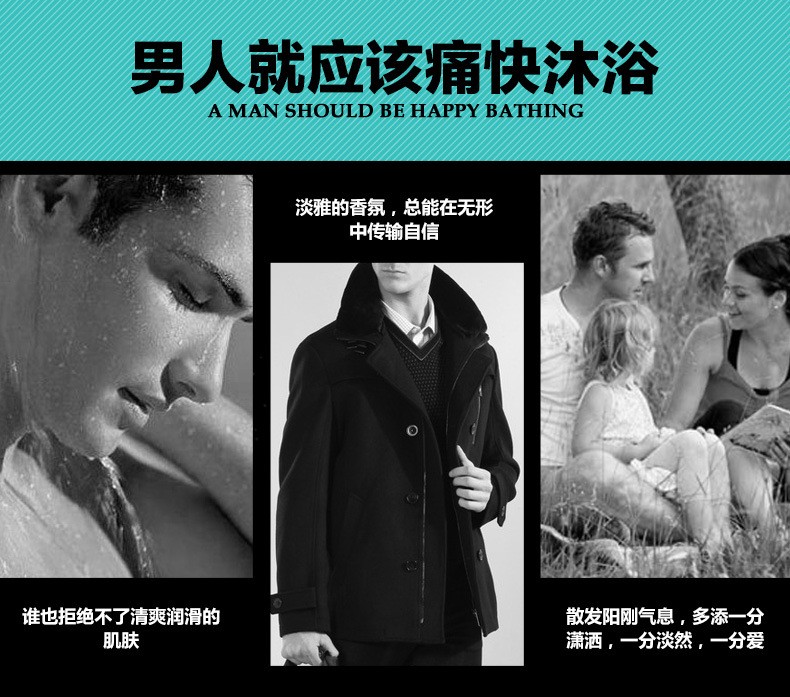 男人就应该痛快沐浴
A MAN SHOULD BE HAPPY BATHING
淡雅的香氛，总能在无形
中传输自信
谁也拒绝不了清爽润滑的
肌肤
散发阳刚气息，多添一分
潇洒，一分淡然，一分爱